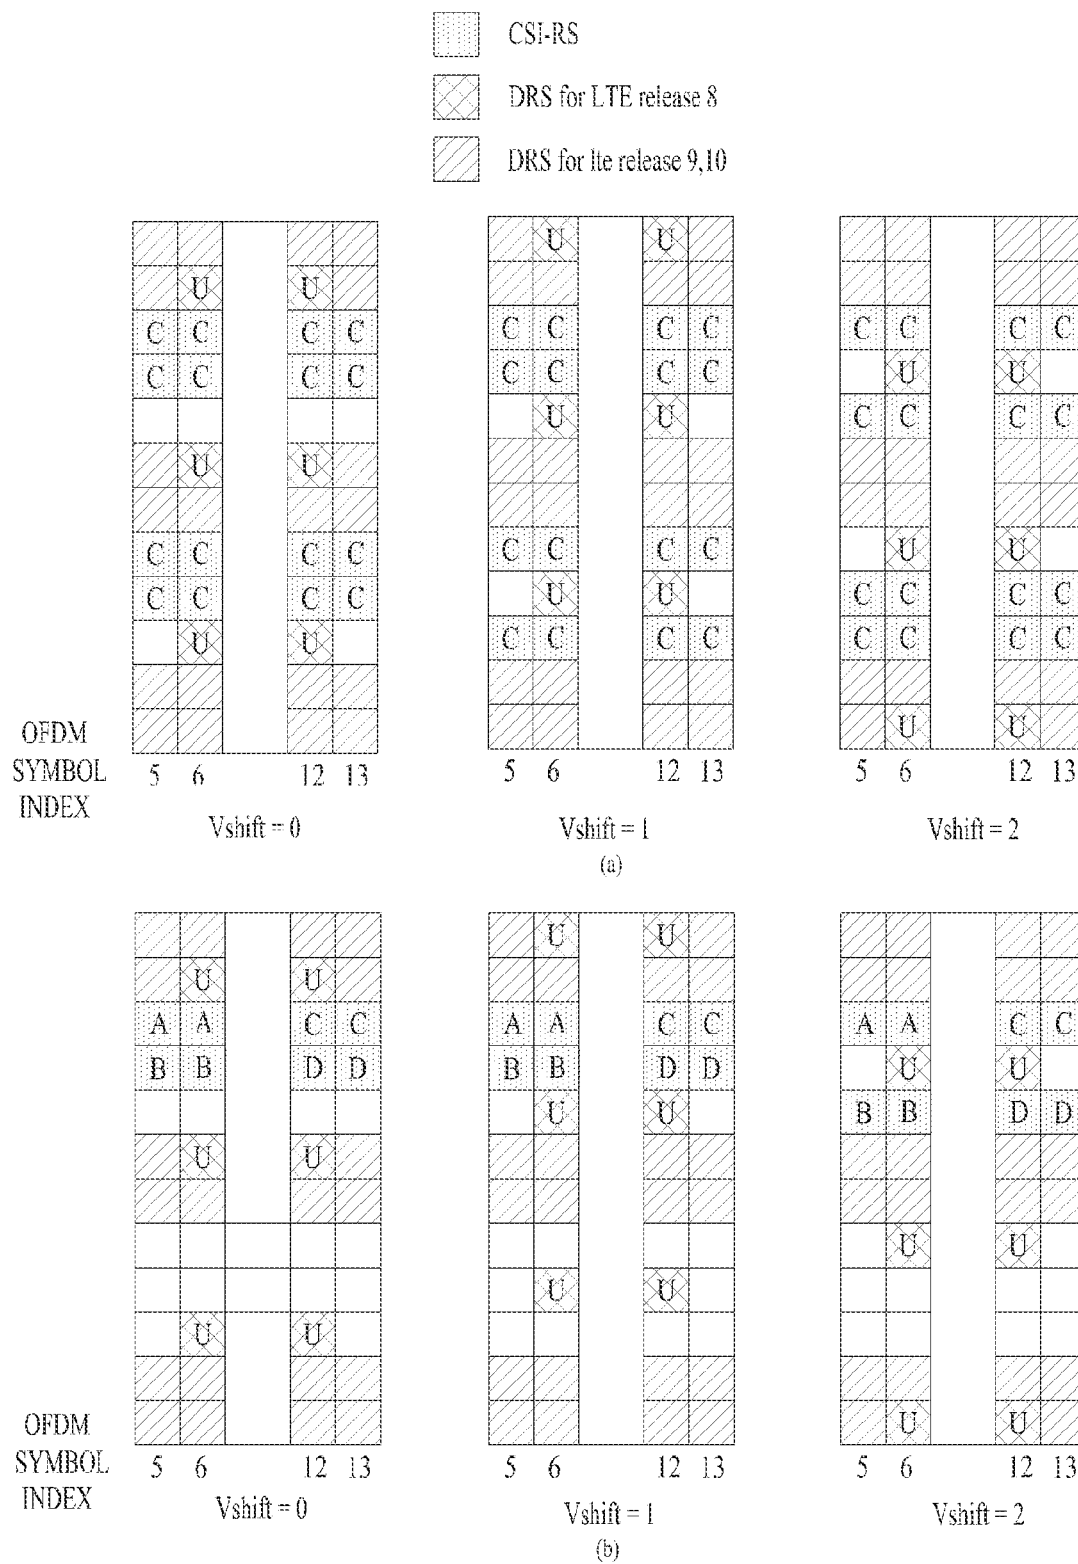 CSI-RS
DRS for LTE release 8
DRS for lte release 9,10
U U
C C C C
C C C C
U U
C C C C
C C C C
U U
OFDM
SYMBOL
INDEX
5 6 12 13
Vshift = 0
U U
C C C C
C C C C
U U
C C C C
U U
C C C C
5 6 12 13
Vshift = 1
C C C C
U U
C C C C
U U
C C C C
C C C C
U U
5 6 12 13
Vshift = 2
(a)
U U
A A C C
B B D D
U U
U U
OFDM
SYMBOL
INDEX
5 6 12 13
Vshift = 0
U U
A A C C
B B D D
U U
U U
5 6 12 13
Vshift = 1
A A C C
U U
B B D D
U U
U U
5 6 12 13
Vshift = 2
(b)